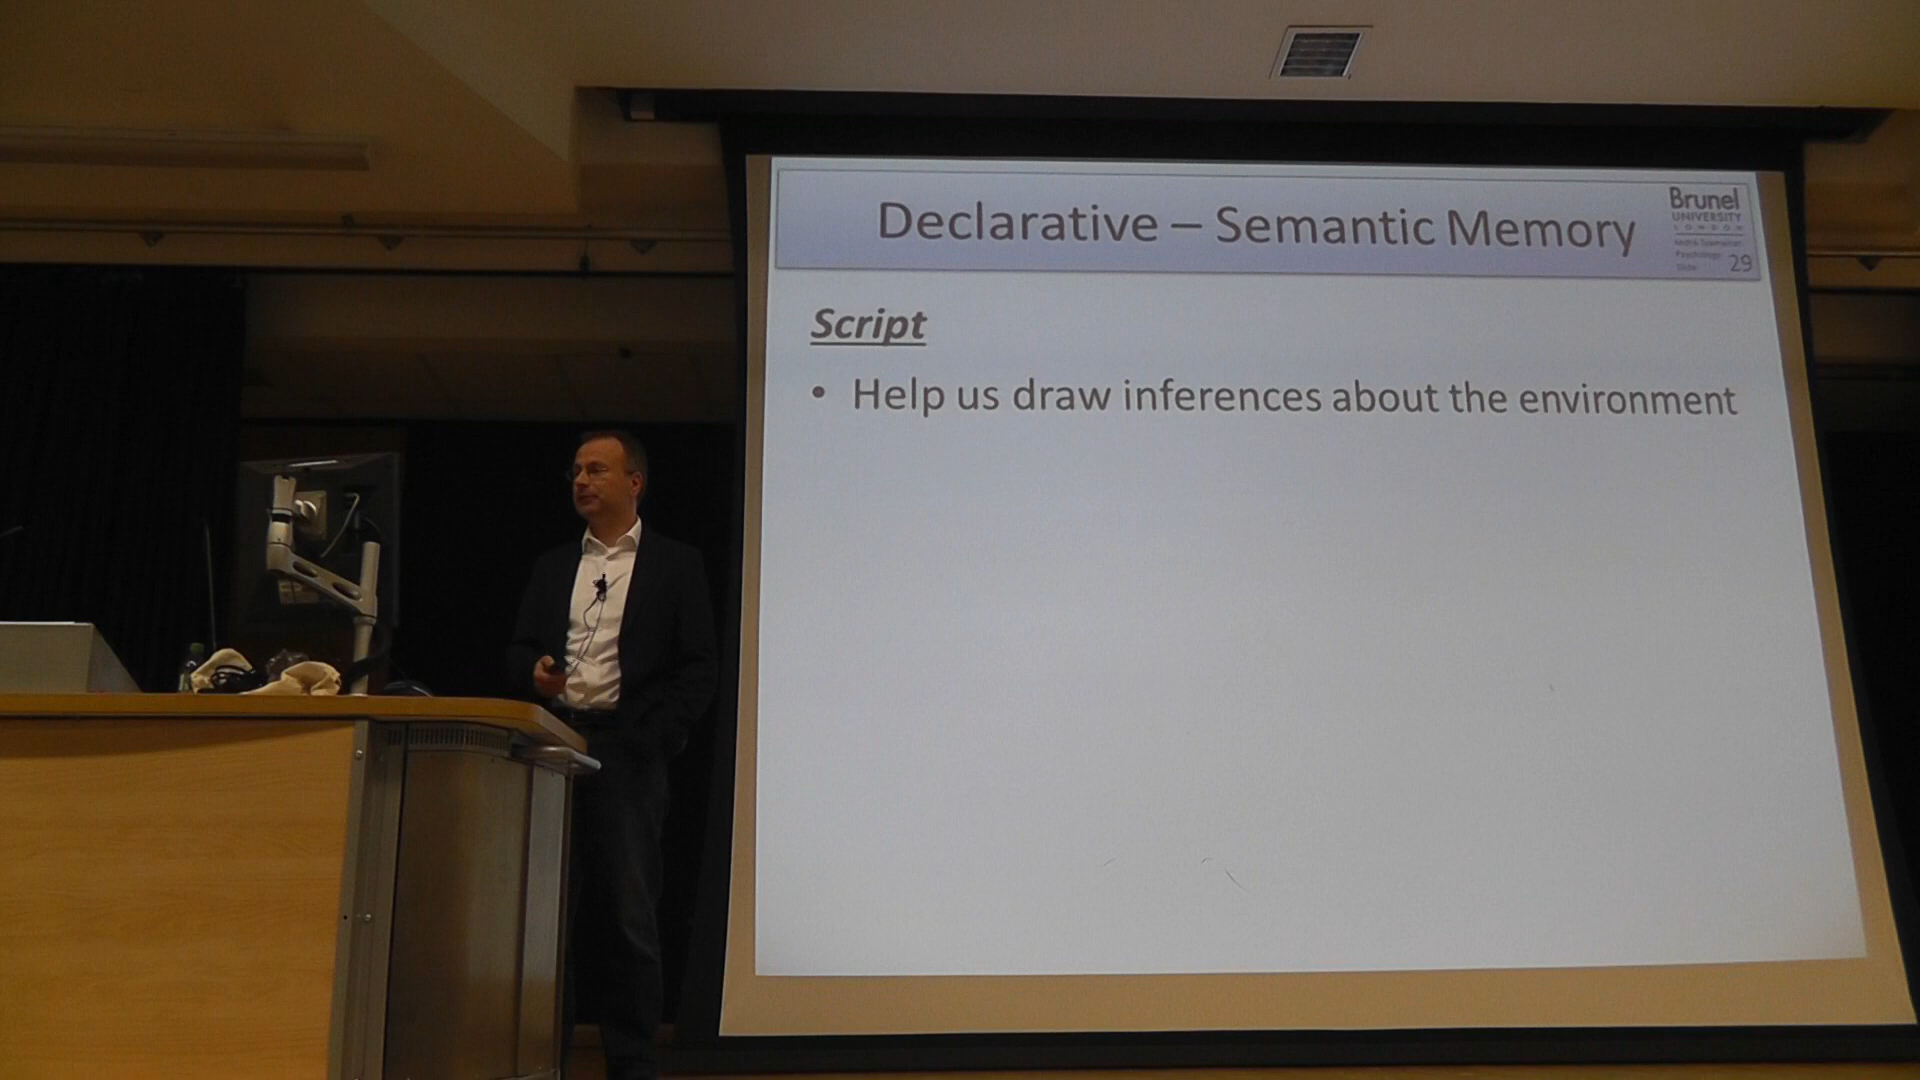 Declarative – Semantic Memory
Brunel
UNIVERSITY
LONDON
29
Script
• Help us draw inferences about the environment